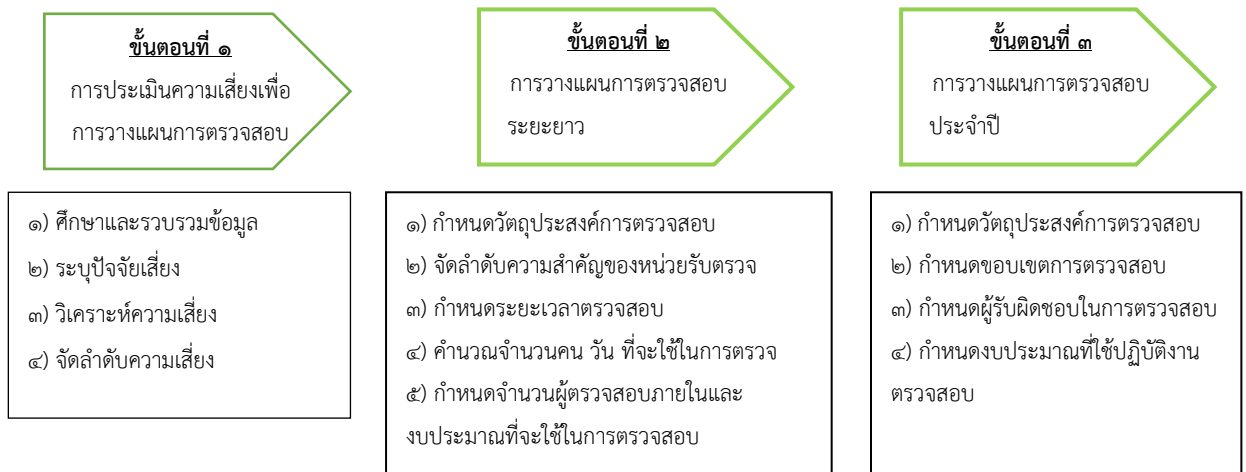 ขั้นตอนที่ ๑
การประเมินความเสี่ยงเพื่อ
การวางแผนการตรวจสอบ
๑) ศึกษาและรวบรวมข้อมูล
๒) ระบุปัจจัยเสี่ยง
๓) วิเคราะห์ความเสี่ยง
๔) จัดลำดับความเสี่ยง
ขั้นตอนที่ ๒
การวางแผนการตรวจสอบ
ระยะยาว
๑) กำหนดวัตถุประสงค์การตรวจสอบ
๒) จัดลำดับความสำคัญของหน่วยรับตรวจ
๓) กำหนดระยะเวลาตรวจสอบ
๔) คำนวณจำนวนคน วัน ที่จะใช้ในการตรวจ
๕) กำหนดจำนวนผู้ตรวจสอบภายในและ
งบประมาณที่จะใช้ในการตรวจสอบ
ขั้นตอนที่ ๓
การวางแผนการตรวจสอบ
ประจำปี
๑) กำหนดวัตถุประสงค์การตรวจสอบ
๒) กำหนดขอบเขตการตรวจสอบ
๓) กำหนดผู้รับผิดชอบในการตรวจสอบ
๔) กำหนดงบประมาณที่ใช้ปฏิบัติงาน
ตรวจสอบ